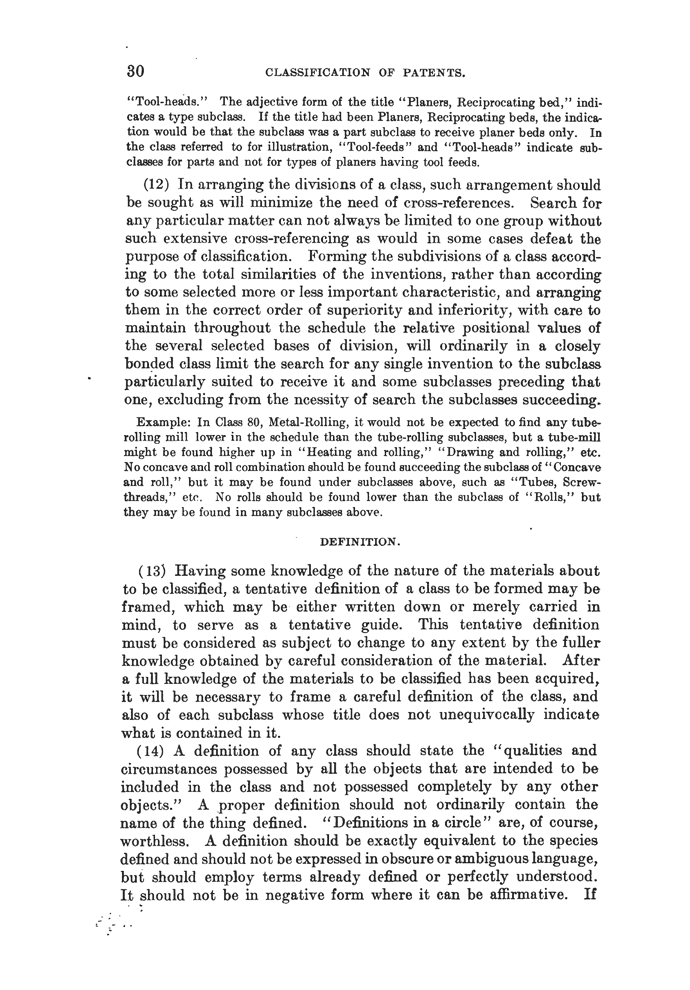 30 CLASSIFICATION OF PATENTS.
"Tool-heads." The adjective form of the title "Planers, Reciprocating bed," indi-
cates a type subclass. If the title had been Planers, Reciprocating beds, the indica-
tion would be that the subclass was a part subclass to receive planer beds only. In
the class referred to for illustration, "Tool-feeds" and "Tool-heads" indicate sub-
classes for parts and not for types of planers having tool feeds.
(12) In arranging the divisions of a class, such arrangement should
be sought as will minimize the need of cross-references. Search for
any particular matter can not always be limited to one group without
such extensive cross-referencing as would in some cases defeat the
purpose of classification. Forming the subdivisions of a class accord-
ing to the total similarities of the inventions, rather than according
to some selected more or less important characteristic, and arranging
them in the correct order of superiority and inferiority, with care to
maintain throughout the schedule the relative positional values of
the several selected bases of division, will ordinarily in a closely
bonded class limit the search for any single invention to the subclass
particularly suited to receive it and some subclasses preceding that
one, excluding from the ncessity of search the subclasses succeeding.
Example: In Class 80, Metal-Rolling, it would not be expected to find any tube-
rolling mill lower in the schedule than the tube-rolling subclasses, but a tube-mill
might be found higher up in "Heating and rolling," "Drawing and rolling," etc.
No concave and roll combination should be found succeeding the subclass of "Concave
and roll," but it may be found under subclasses above, such as "Tubes, Screw-
threads," etc. No rolls should be found lower than the subclass of "Rolls," but
they may be found in many subclasses above.
DEFINITION.
(13) Having some knowledge of the nature of the materials about
to be classified, a tentative definition of a class to be formed may be
framed, which may be either written down or merely carried in
mind, to serve as a tentative guide. This tentative definition
must be considered as subject to change to any extent by the fuller
knowledge obtained by careful consideration of the material. After
a full knowledge of the materials to be classified has been acquired,
it will be necessary to frame a careful definition of the class, and
also of each subclass whose title does not unequivocally indicate
what is contained in it.
(14) A definition of any class should state the "qualities and
circumstances possessed by all the objects that are intended to be
included in the class and not possessed completely by any other
objects." A proper definition should not ordinarily contain the
name of the thing defined. "Definitions in a circle" are, of course,
worthless. A definition should be exactly equivalent to the species
defined and should not be expressed in obscure or ambiguous language,
but should employ terms already defined or perfectly understood.
It should not be in negative form where it can be affirmative. If